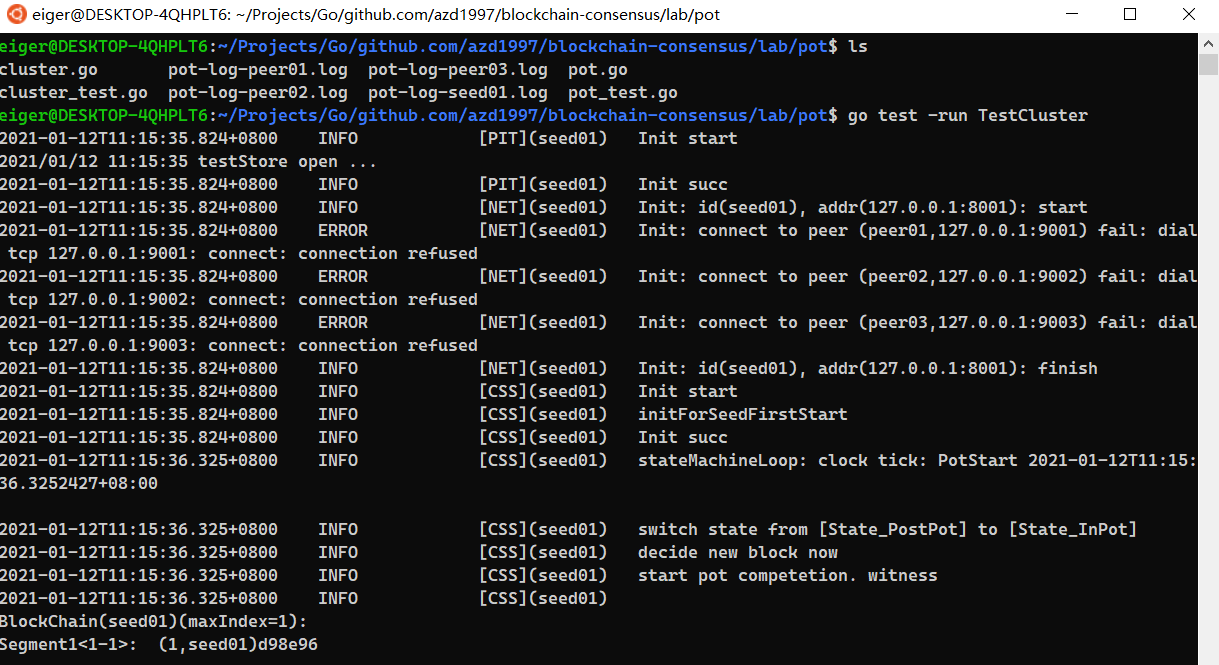 eiger@DESKTOP-4QHPLT6: ~/Projects/Go/github.com/azd1997/blockchain-consensus/lab/pot
eiger@DESKTOP-4QHPLT6:~/Projects/Go/github.com/azd1997/blockchain-consensus/lab/pot$ ls
cluster.go       pot-log-peer01.log  pot-log-peer03.log  pot.go
cluster_test.go  pot-log-peer02.log  pot-log-seed01.log  pot_test.go
eiger@DESKTOP-4QHPLT6:~/Projects/Go/github.com/azd1997/blockchain-consensus/lab/pot$ go test -run TestCluster
2021-01-12T11:15:35.824+0800    INFO            [PIT](seed01)   Init start
2021/01/12 11:15:35 testStore open ...
2021-01-12T11:15:35.824+0800    INFO            [PIT](seed01)   Init succ
2021-01-12T11:15:35.824+0800    INFO            [NET](seed01)   Init: id(seed01), addr(127.0.0.1:8001): start
2021-01-12T11:15:35.824+0800    ERROR           [NET](seed01)   Init: connect to peer (peer01,127.0.0.1:9001) fail: dial
 tcp 127.0.0.1:9001: connect: connection refused
2021-01-12T11:15:35.824+0800    ERROR           [NET](seed01)   Init: connect to peer (peer02,127.0.0.1:9002) fail: dial
 tcp 127.0.0.1:9002: connect: connection refused
2021-01-12T11:15:35.824+0800    ERROR           [NET](seed01)   Init: connect to peer (peer03,127.0.0.1:9003) fail: dial
 tcp 127.0.0.1:9003: connect: connection refused
2021-01-12T11:15:35.824+0800    INFO            [NET](seed01)   Init: id(seed01), addr(127.0.0.1:8001): finish
2021-01-12T11:15:35.824+0800    INFO            [CSS](seed01)   Init start
2021-01-12T11:15:35.824+0800    INFO            [CSS](seed01)   initForSeedFirstStart
2021-01-12T11:15:35.824+0800    INFO            [CSS](seed01)   Init succ
2021-01-12T11:15:36.325+0800    INFO            [CSS](seed01)   stateMachineLoop: clock tick: PotStart 2021-01-12T11:15:
36.3252427+08:00
2021-01-12T11:15:36.325+0800    INFO            [CSS](seed01)   switch state from [State_PostPot] to [State_InPot]
2021-01-12T11:15:36.325+0800    INFO            [CSS](seed01)   decide new block now
2021-01-12T11:15:36.325+0800    INFO            [CSS](seed01)   start pot competetion. witness
2021-01-12T11:15:36.325+0800    INFO            [CSS](seed01)
BlockChain(seed01)(maxIndex=1):
Segment1<1-1>:  (1,seed01)d98e96